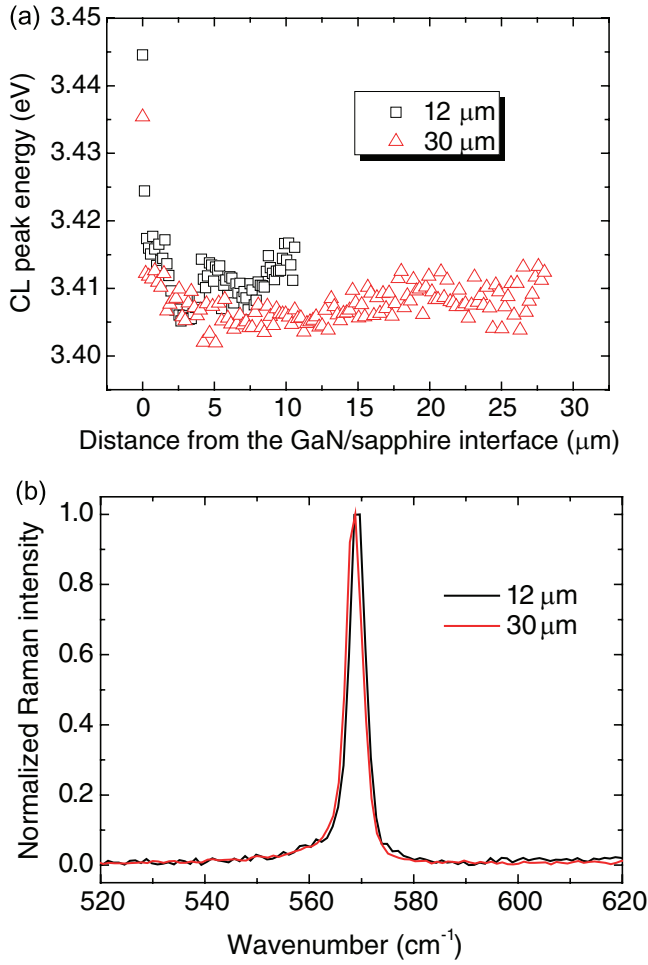 (a)
3.45
3.44
3.43
3.42
3.41
3.40
CL peak energy (eV)
12 μm
30 μm
0 5 10 15 20 25 30
Distance from the GaN/sapphire interface (μm)
(b)
1.0
0.8
0.6
0.4
0.2
0.0
Normalized Raman intensity
12 μm
30 μm
520 540 560 580 600 620
Wavenumber (cm⁻¹)